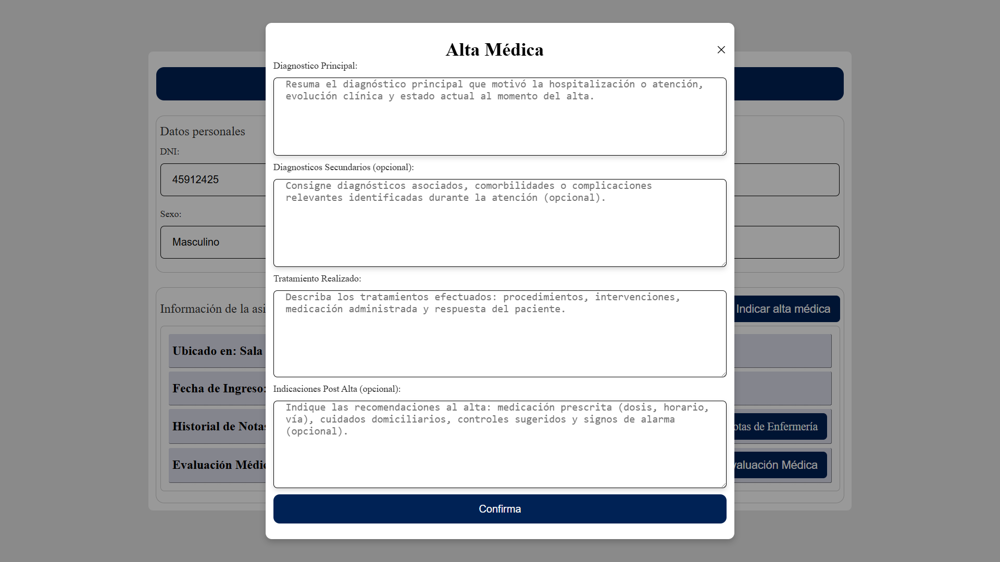 Alta Médica
Diagnostico Principal:
Resuma el diagnóstico principal que motivó la hospitalización o atención,
evolución clínica y estado actual al momento del alta.
Diagnosticos Secundarios (opcional):
Consigne diagnósticos asociados, comorbilidades o complicaciones
relevantes identificadas durante la atención (opcional).
Tratamiento Realizado:
Describa los tratamientos efectuados: procedimientos, intervenciones,
medicación administrada y respuesta del paciente.
Indicaciones Post Alta (opcional):
Indique las recomendaciones al alta: medicación prescrita (dosis, horario,
vía), cuidados domiciliarios, controles sugeridos y signos de alarma
(opcional).
Confirma
Datos personales
DNI:
45912425
Sexo:
Masculino
Información de la
Indicar alta médica
Ubicado en: Sala
Fecha de Ingreso:
Historial de Notas
de Enfermería
Evaluación
Médica